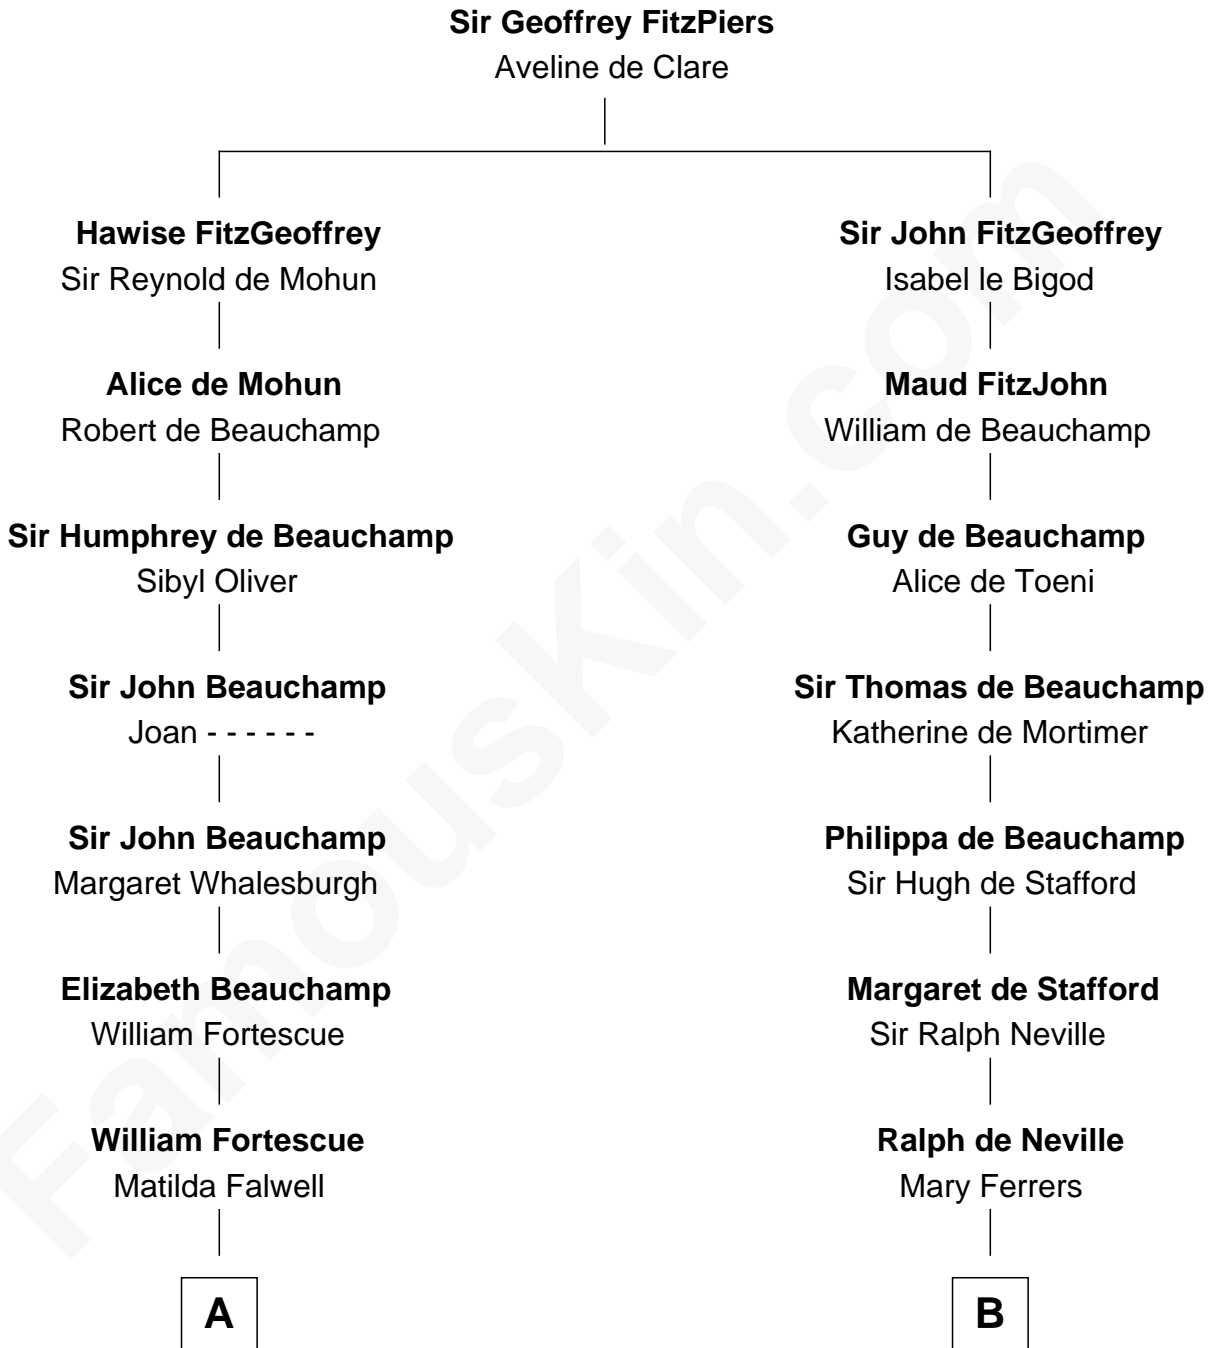 Sir Geoffrey FitzPiers
Aveline de Clare
Hawise FitzGeoffrey
Sir Reynold de Mohun
Alice de Mohun
Robert de Beauchamp
Sir Humphrey de Beauchamp
Sibyl Oliver
Sir John Beauchamp
Joan - - - - - -
Sir John Beauchamp
Margaret Whalesburgh
Elizabeth Beauchamp
William Fortescue
William Fortescue
Matilda Falwell
A
Sir John FitzGeoffrey
Isabel le Bigod
Maud FitzJohn
William de Beauchamp
Guy de Beauchamp
Alice de Toeni
Sir Thomas de Beauchamp
Katherine de Mortimer
Philippa de Beauchamp
Sir Hugh de Stafford
Margaret de Stafford
Sir Ralph Neville
Ralph de Neville
Mary Ferrers
B
FamousKin.com